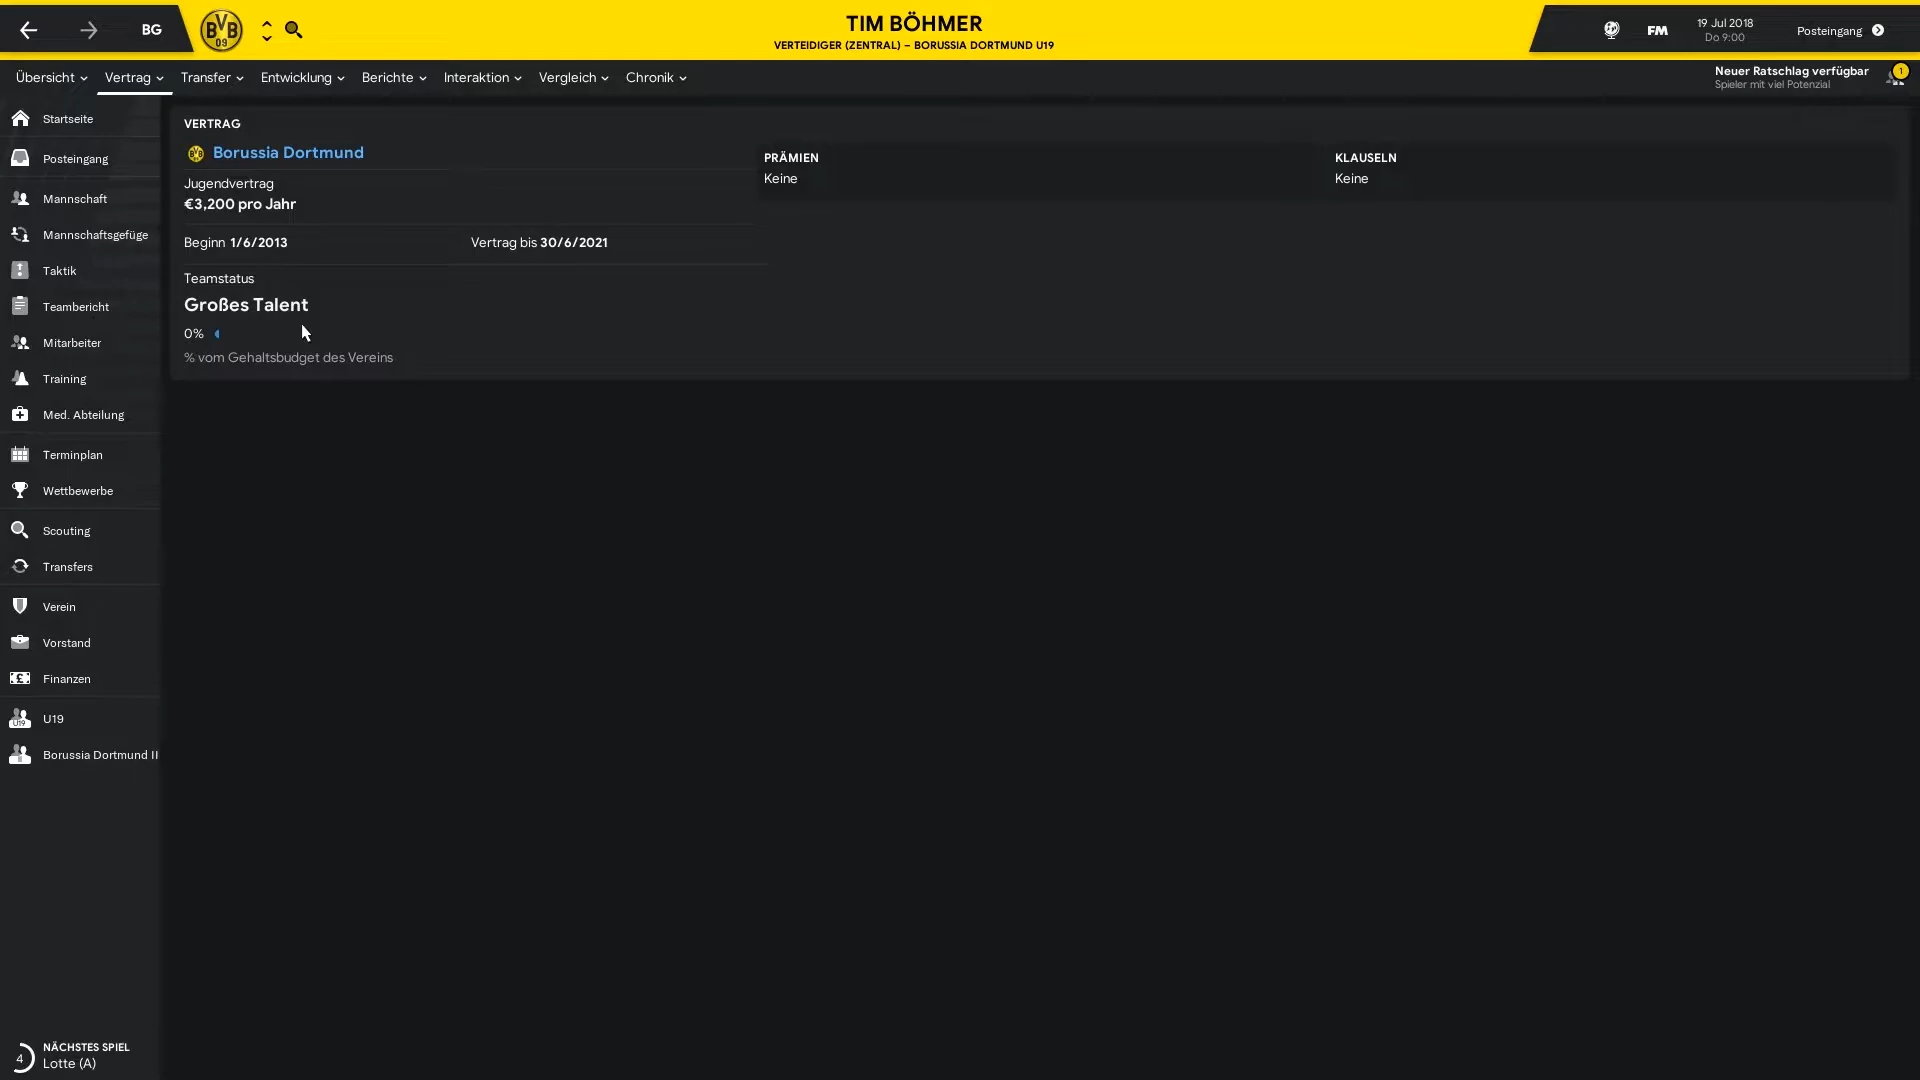 BG
BVB
09
TIM BÖHMER
VERTEIDIGER (ZENTRAL) – BORUSSIA DORTMUND U19
FM
19 Jul 2018
Do 9:00
Posteingang
Übersicht
Vertrag
Transfer
Entwicklung
Berichte
Interaktion
Vergleich
Chronik
Neuer Ratschlag verfügbar
Spieler mit viel Potenzial
1
Startseite
Posteingang
Mannschaft
Mannschaftsgefüge
Taktik
Teambericht
Mitarbeiter
Training
Med. Abteilung
Terminplan
Wettbewerbe
Scouting
Transfers
Verein
Vorstand
Finanzen
U19
U19
Borussia Dortmund II
NÄCHSTES SPIEL
4
Lotte (A)
VERTRAG
Borussia Dortmund
Jugendvertrag
€3,200 pro Jahr
Beginn 1/6/2013
Vertrag bis 30/6/2021
Teamstatus
Großes Talent
0%
% vom Gehaltsbudget des Vereins
PRÄMIEN
Keine
KLAUSELN
Keine